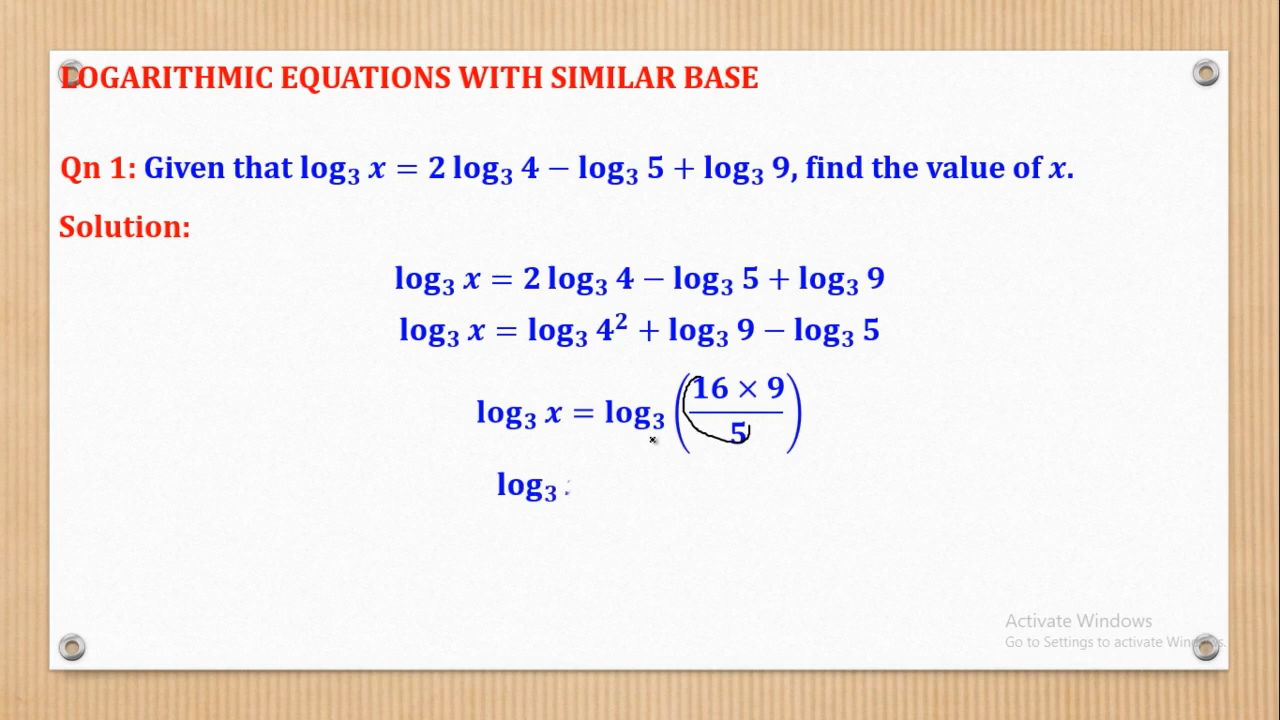 LOGARITHMIC EQUATIONS WITH SIMILAR BASE
Qn 1: Given that log₃ x = 2 log₃ 4 − log₃ 5 + log₃ 9, find the value of x.
Solution:
log₃ x = 2 log₃ 4 − log₃ 5 + log₃ 9
log₃ x = log₃ 4² + log₃ 9 − log₃ 5
log₃ x = log₃ (16 × 9 / 5)
log₃
Activate Windows
Go to Settings to activate Windows.